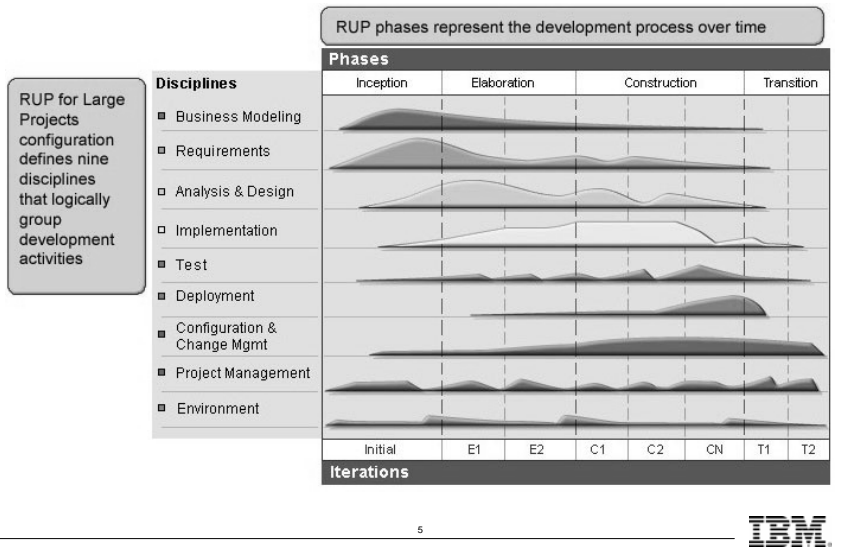 RUP phases represent the development process over time
Phases
Inception Elaboration Construction Transition
RUP for Large
Projects
configuration
defines nine
disciplines
that logically
group
development
activities
Disciplines
Business Modeling
Requirements
Analysis & Design
Implementation
Test
Deployment
Configuration &
Change Mgmt
Project Management
Environment
Initial E1 E2 C1 C2 CN T1 T2
Iterations
5
IBM.